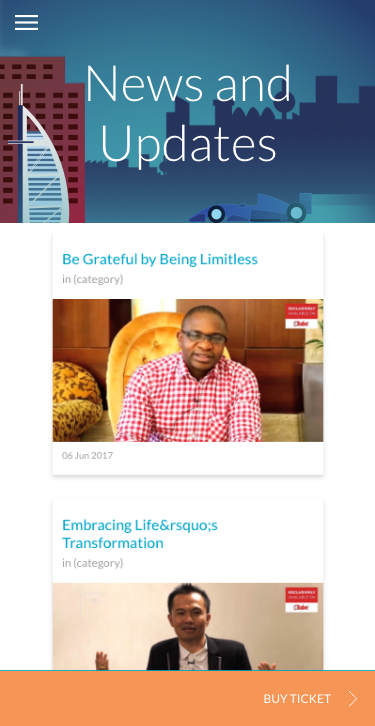 News and
Updates
Be Grateful by Being Limitless
in (category)
06 Jun 2017
Embracing Life&rsquo;s
Transformation
in (category)
BUY TICKET